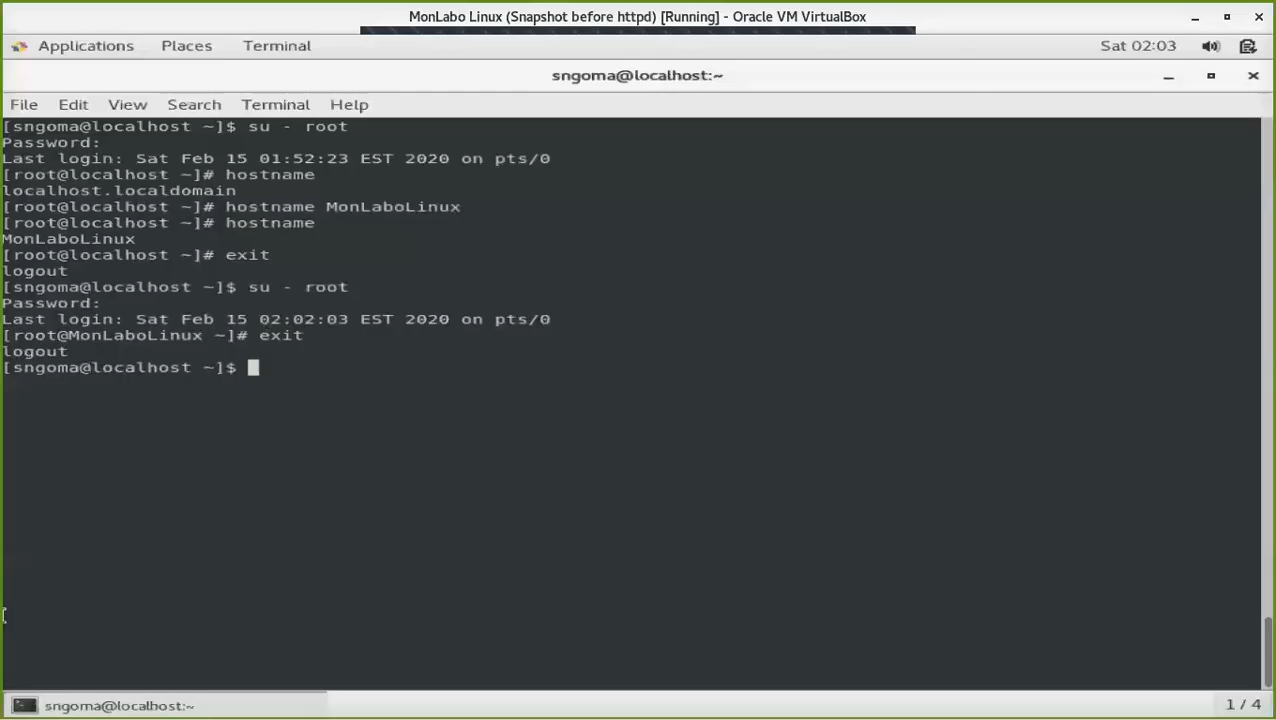 MonLabo Linux (Snapshot before httpd) [Running] - Oracle VM VirtualBox
Applications Places Terminal Sat 02:03
sngoma@localhost:~
File Edit View Search Terminal Help
[sngoma@localhost ~]$ su - root
Password:
Last login: Sat Feb 15 01:52:23 EST 2020 on pts/0
[root@localhost ~]# hostname
localhost.localdomain
[root@localhost ~]# hostname MonLaboLinux
[root@localhost ~]# hostname
MonLaboLinux
[root@localhost ~]# exit
logout
[sngoma@localhost ~]$ su - root
Password:
Last login: Sat Feb 15 02:02:03 EST 2020 on pts/0
[root@MonLaboLinux ~]# exit
logout
[sngoma@localhost ~]$
sngoma@localhost:~ 1 / 4